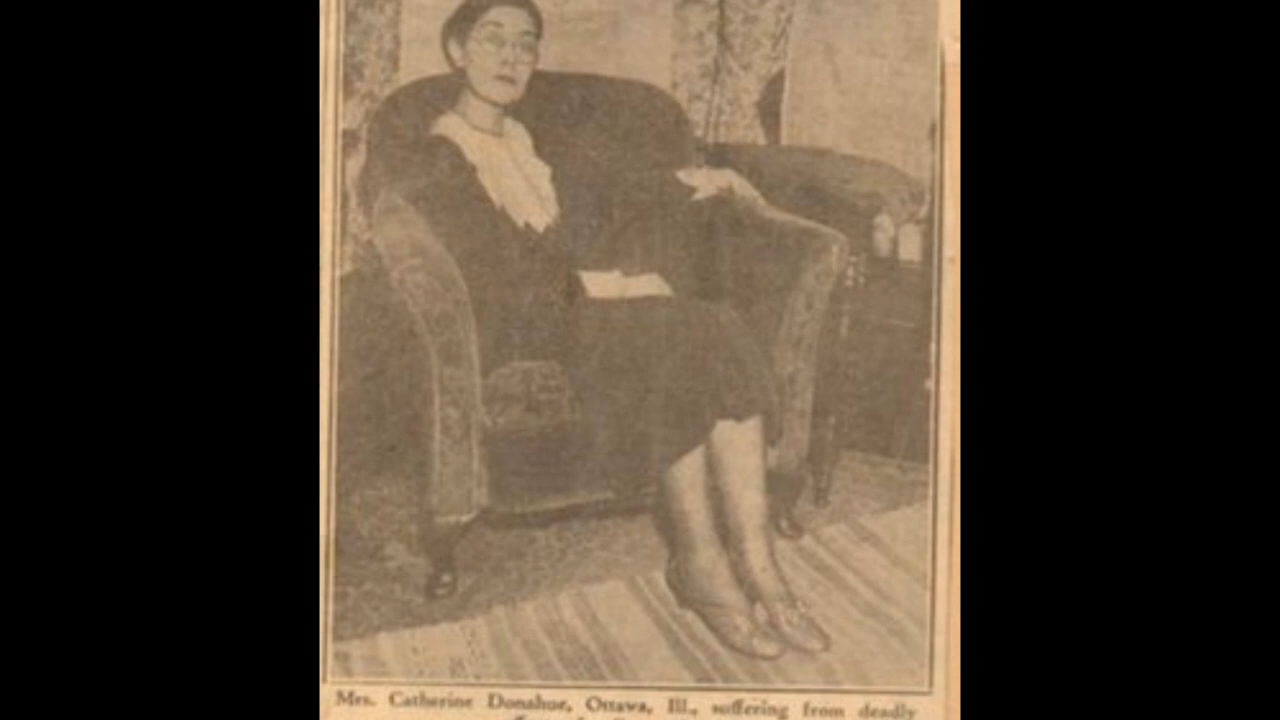 Mrs. Catherine Donahue, Ottawa, Ill., suffering from deadly